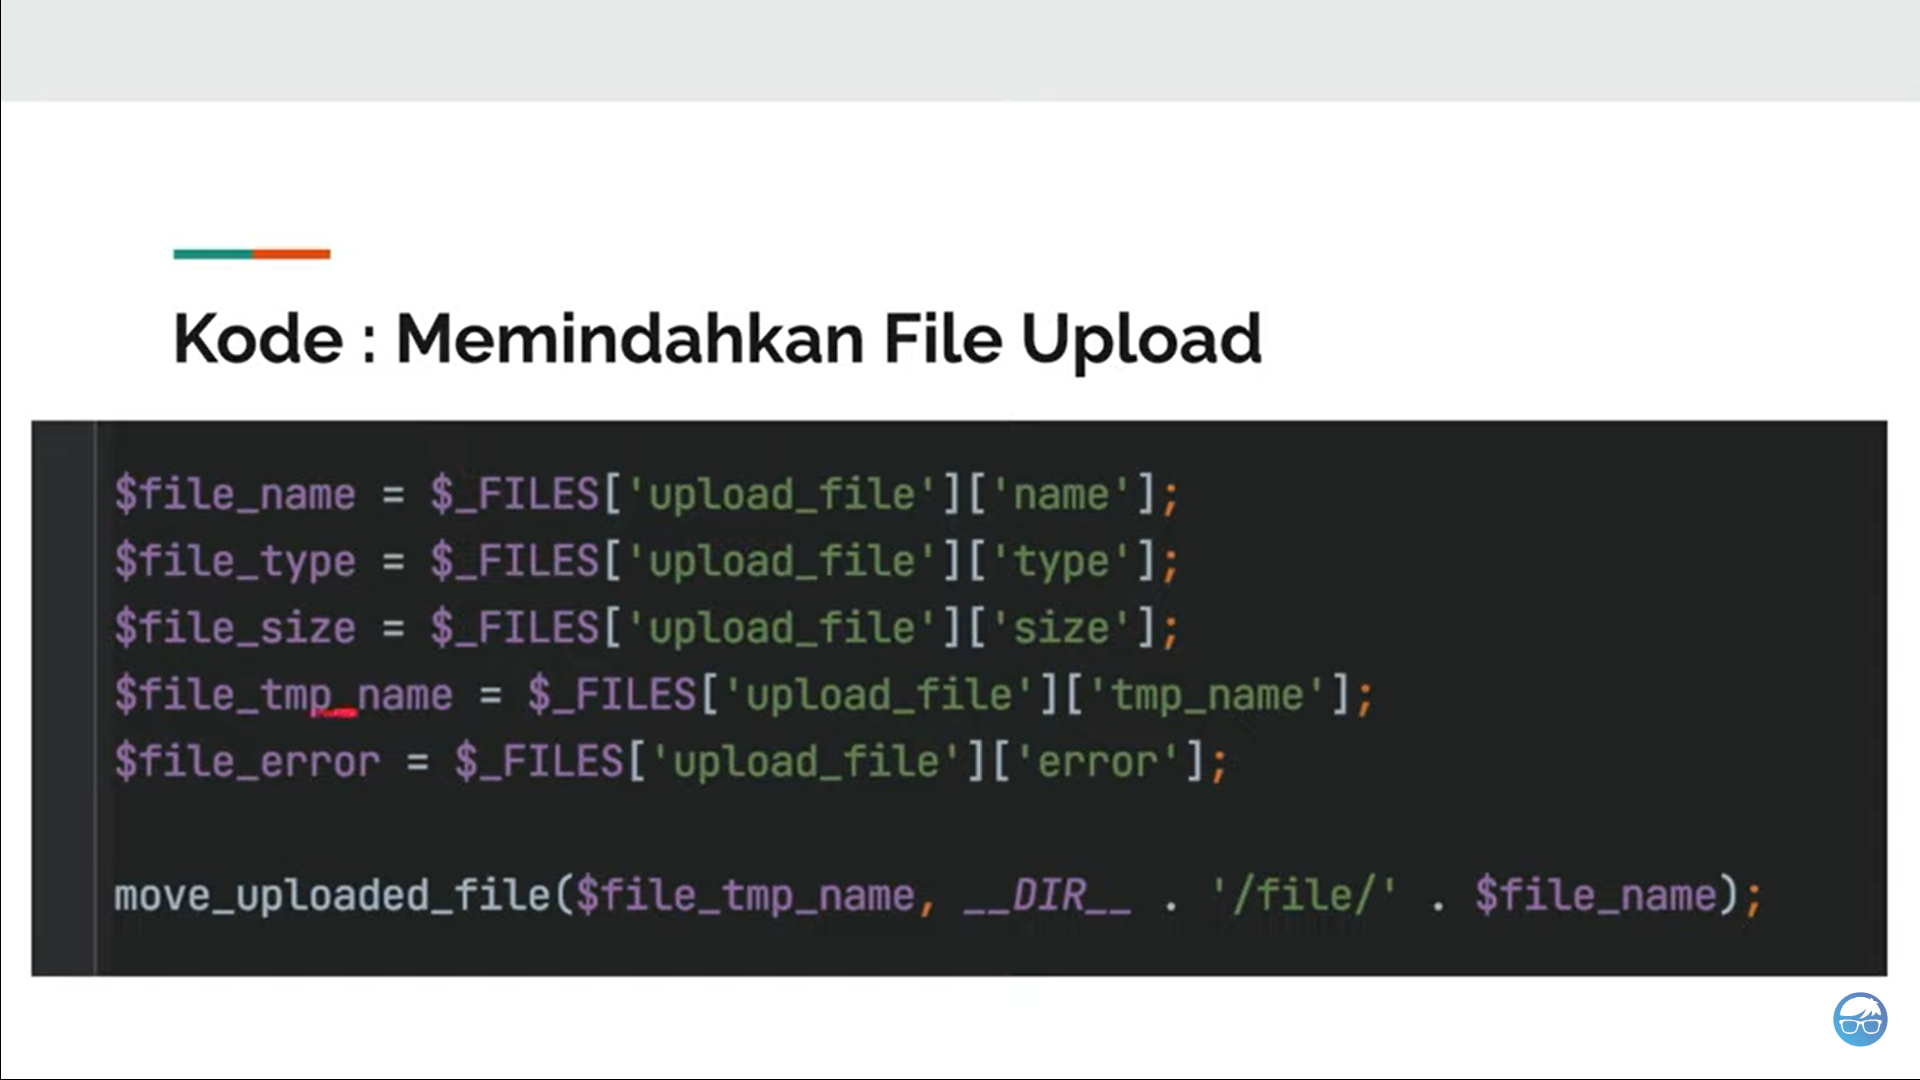 Kode : Memindahkan File Upload
$file_name = $_FILES['upload_file']['name'];
$file_type = $_FILES['upload_file']['type'];
$file_size = $_FILES['upload_file']['size'];
$file_tmp_name = $_FILES['upload_file']['tmp_name'];
$file_error = $_FILES['upload_file']['error'];
move_uploaded_file($file_tmp_name, __DIR__ . '/file/' . $file_name);